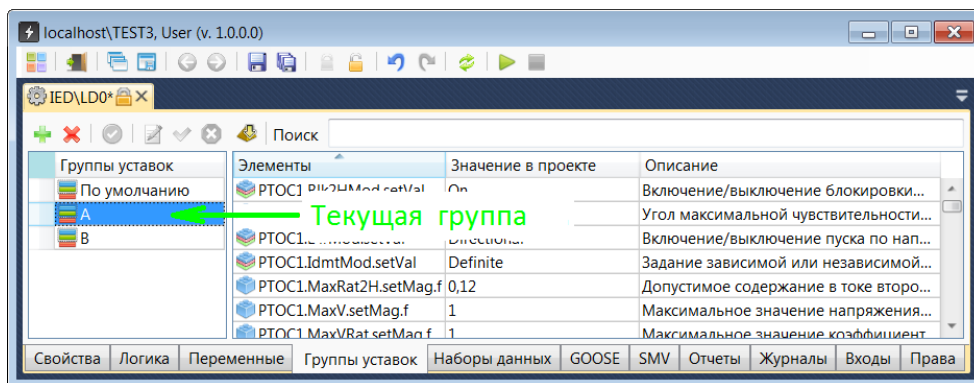 localhost\TEST3, User (v. 1.0.0.0)
IED\LD0*
Поиск
Группы уставок Элементы Значение в проекте Описание
По умолчанию PTOC1 On Включение/выключение блокировки...
A Угол максимальной чувствительности...
Текущая группа
B PTOC1. Directional Включение/выключение пуска по нап...
PTOC1.IdmtMod.setVal Definite Задание зависимой или независимой...
PTOC1.MaxRat2H.setMag.f 0,12 Допустимое содержание в токе второ...
PTOC1.MaxV.setMag.f 1 Максимальное значение напряжения...
PTOC1.MaxVRat.setMag.f 1 Максимальное значение коэффициент
Свойства Логика Переменные Группы уставок Наборы данных GOOSE SMV Отчеты Журналы Входы Права